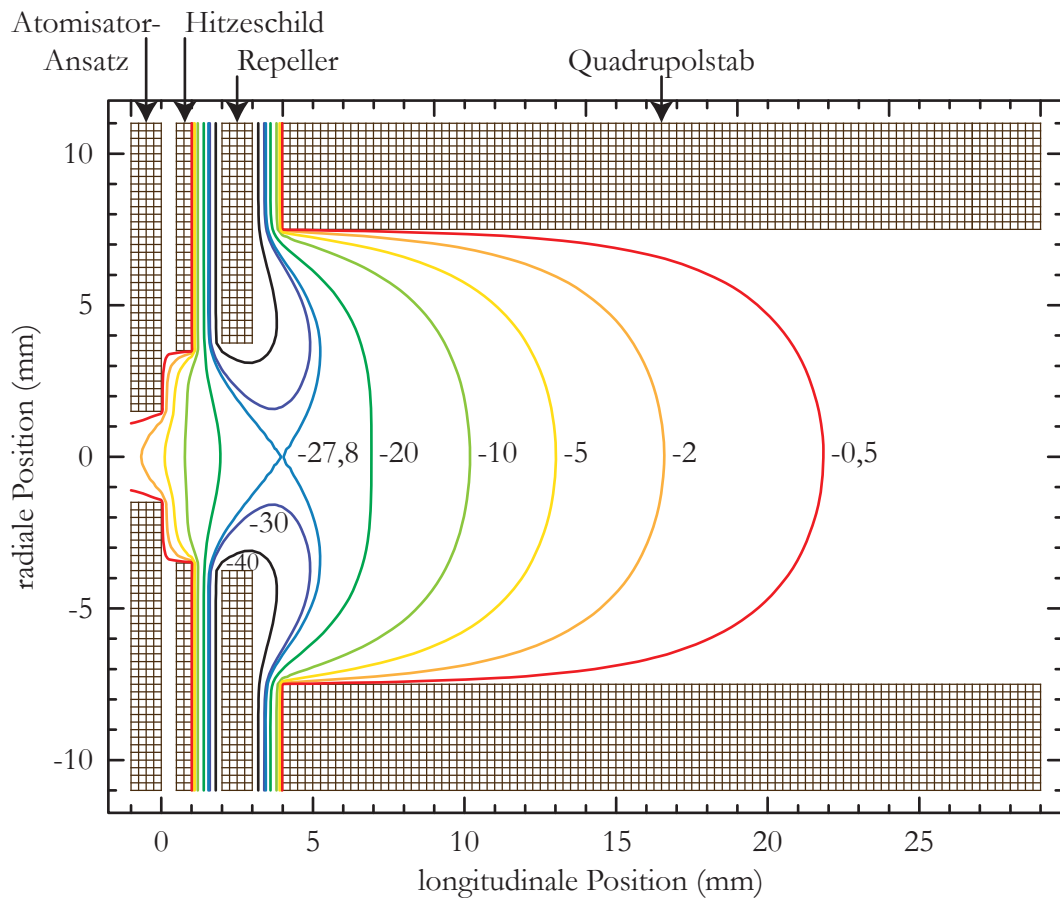 Atomisator-
Ansatz
Hitzeschild
Repeller
Quadrupolstab
10
5
0
-5
-10
radiale Position (mm)
-27,8
-20
-10
-5
-2
-0,5
-30
-40
0
5
10
15
20
25
longitudinale Position (mm)